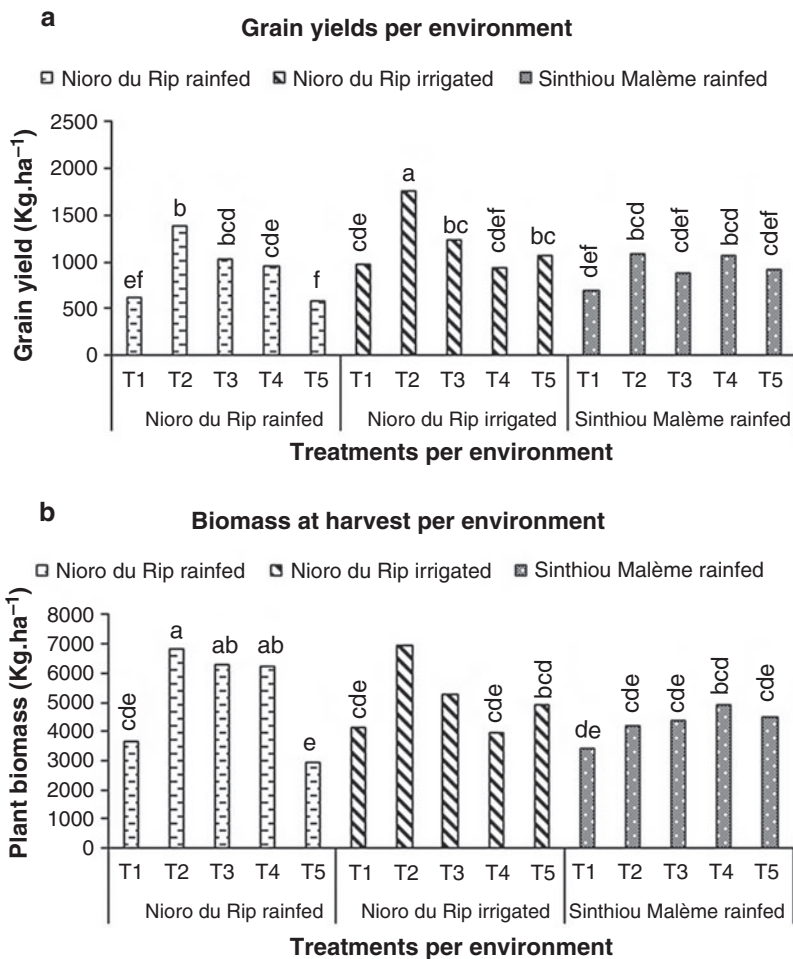 a
Grain yields per environment
Nioro du Rip rainfed Nioro du Rip irrigated Sinthiou Malème rainfed
Grain yield (Kg.ha⁻¹)
2500
2000
1500
1000
500
0
ef b bcd cde f cde a bc cdef bc def bcd cdef bcd cdef
T1 T2 T3 T4 T5 T1 T2 T3 T4 T5 T1 T2 T3 T4 T5
Nioro du Rip rainfed Nioro du Rip irrigated Sinthiou Malème rainfed
Treatments per environment
b
Biomass at harvest per environment
Nioro du Rip rainfed Nioro du Rip irrigated Sinthiou Malème rainfed
Plant biomass (Kg.ha⁻¹)
8000
7000
6000
5000
4000
3000
2000
1000
0
cde a ab ab e cde cde bcd de cde cde bcd cde
T1 T2 T3 T4 T5 T1 T2 T3 T4 T5 T1 T2 T3 T4 T5
Nioro du Rip rainfed Nioro du Rip irrigated Sinthiou Malème rainfed
Treatments per environment